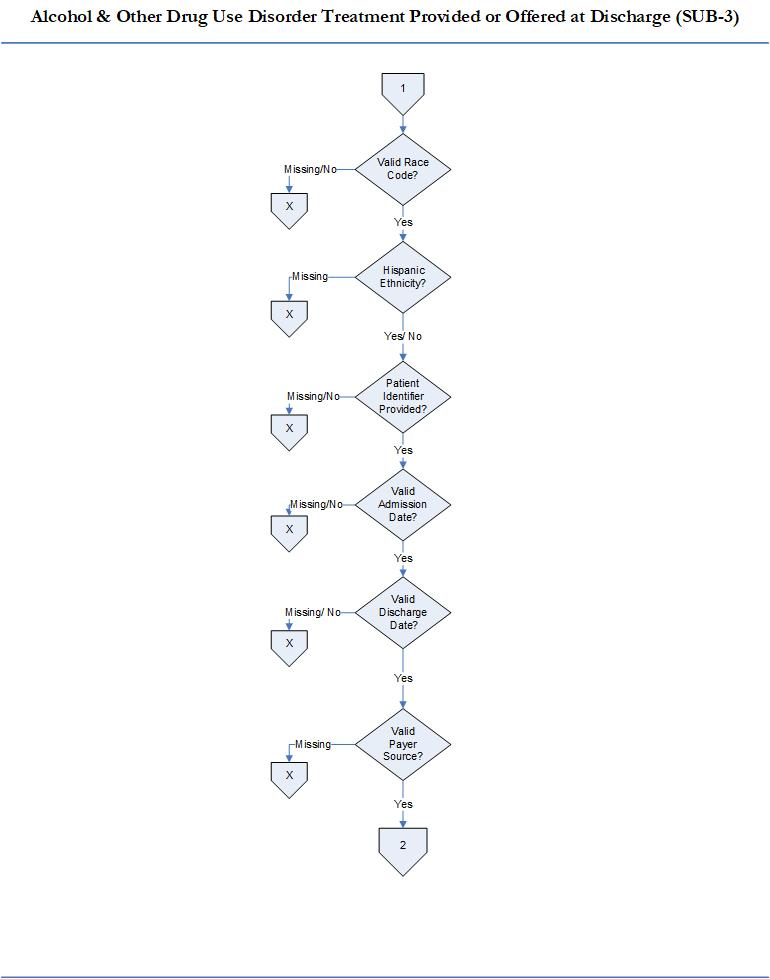 Alcohol & Other Drug Use Disorder Treatment Provided or Offered at Discharge (SUB-3)
1
Valid Race
Code?
Missing/No
X
Yes
Hispanic
Ethnicity?
Missing
X
Yes/ No
Patient
Identifier
Provided?
Missing/No
X
Yes
Valid
Admission
Date?
Missing/No
X
Yes
Valid
Discharge
Date?
Missing/ No
X
Yes
Valid
Payer
Source?
Missing
X
Yes
2